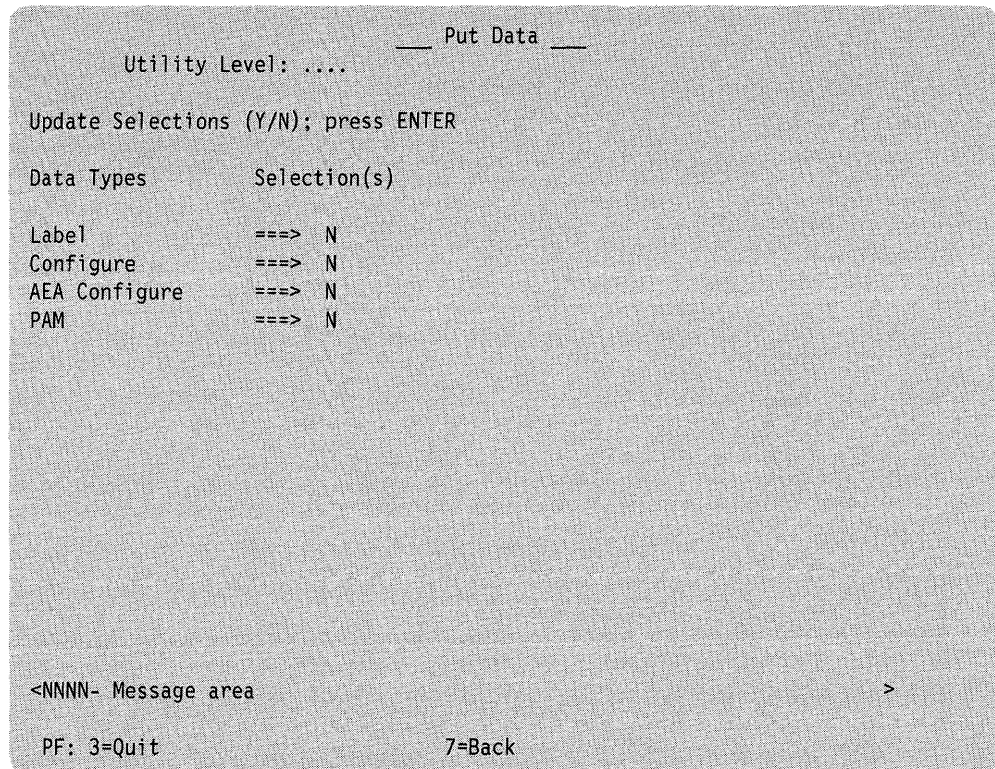 ___ Put Data ___
Utility Level: ....
Update Selections (Y/N); press ENTER
Data Types Selection(s)
Label ===> N
Configure ===> N
AEA Configure ===> N
PAM ===> N
<NNNN- Message area >
PF: 3=Quit 7=Back